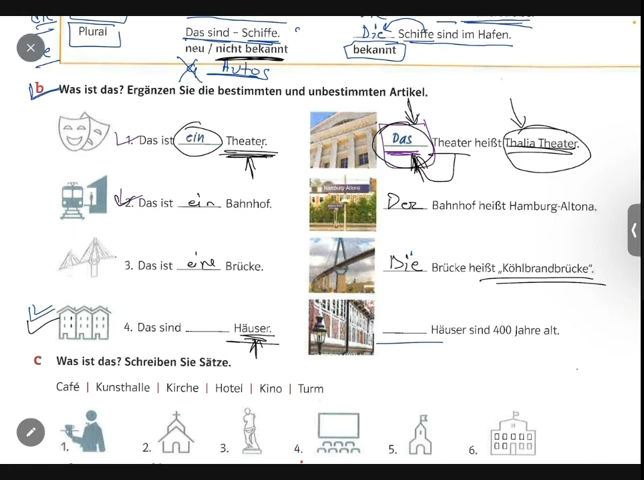 Plural
Das sind – Schiffe.
Die Schiffe sind im Hafen.
neu / nicht bekannt
bekannt
Autos
b Was ist das? Ergänzen Sie die bestimmten und unbestimmten Artikel.
1. Das ist ein Theater.
Das Theater heißt Thalia Theater.
Hamburg-Altona
2. Das ist ein Bahnhof.
Der Bahnhof heißt Hamburg-Altona.
3. Das ist eine Brücke.
Die Brücke heißt „Köhlbrandbrücke“.
4. Das sind ______ Häuser.
______ Häuser sind 400 Jahre alt.
C Was ist das? Schreiben Sie Sätze.
Café | Kunsthalle | Kirche | Hotel | Kino | Turm
1. 2. 3. 4. 5. 6.